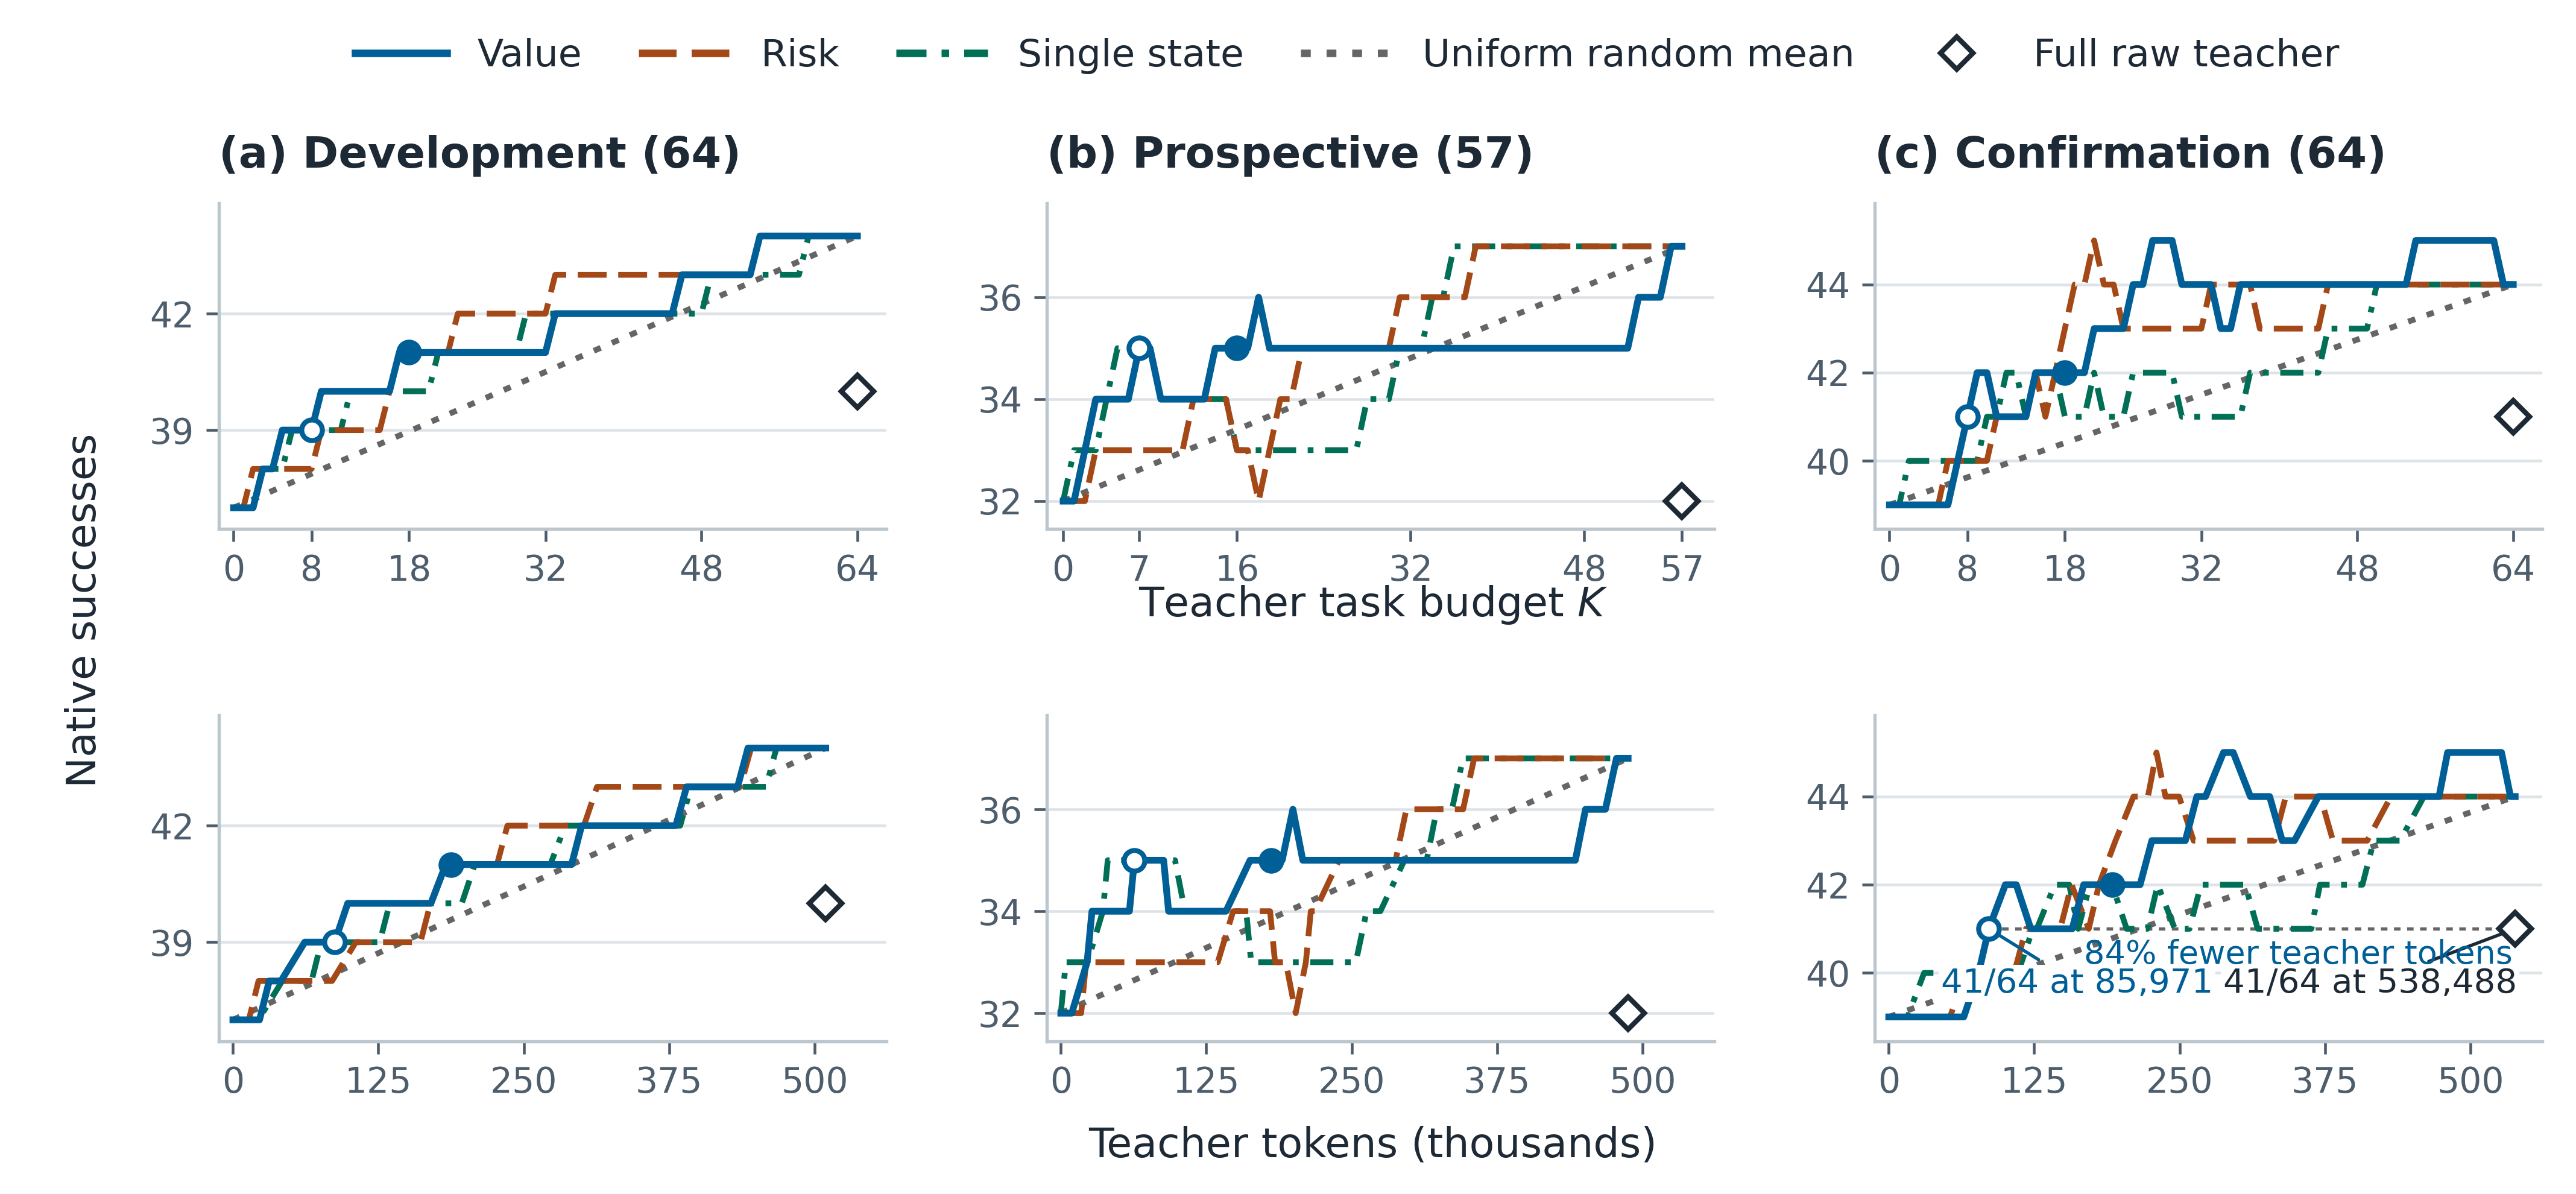 Value Risk Single state Uniform random mean Full raw teacher
(a) Development (64) (b) Prospective (57) (c) Confirmation (64)
Native successes
42
39
0 8 18 32 48 64
36
34
32
0 7 16 32 48 57
44
42
40
0 8 18 32 48 64
Teacher task budget K
42
39
0 125 250 375 500
36
34
32
0 125 250 375 500
44
42
40
84% fewer teacher tokens
41/64 at 85,971 41/64 at 538,488
0 125 250 375 500
Teacher tokens (thousands)